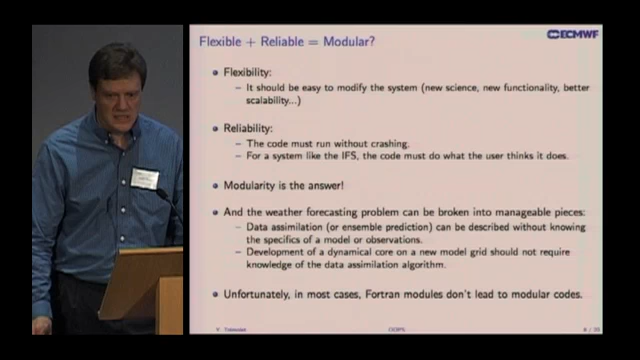 Flexible + Reliable = Modular?
ECMWF
Flexibility:
– It should be easy to modify the system (new science, new functionality, better
scalability...)
Reliability:
– The code must run without crashing.
– For a system like the IFS, the code must do what the user thinks it does.
Modularity is the answer!
And the weather forecasting problem can be broken into manageable pieces:
– Data assimilation (or ensemble prediction) can be described without knowing
the specifics of a model or observations.
– Development of a dynamical core on a new model grid should not require
knowledge of the data assimilation algorithm.
Unfortunately, in most cases, Fortran modules don't lead to modular codes.
OOPS